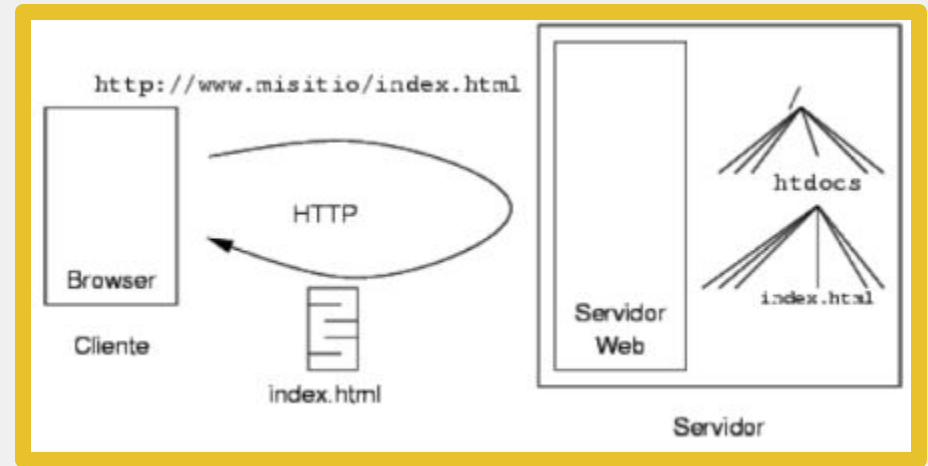 http://www.misitio/index.html
HTTP
Browser
Cliente
index.html
Servidor
Web
/
htdocs
index.html
Servidor